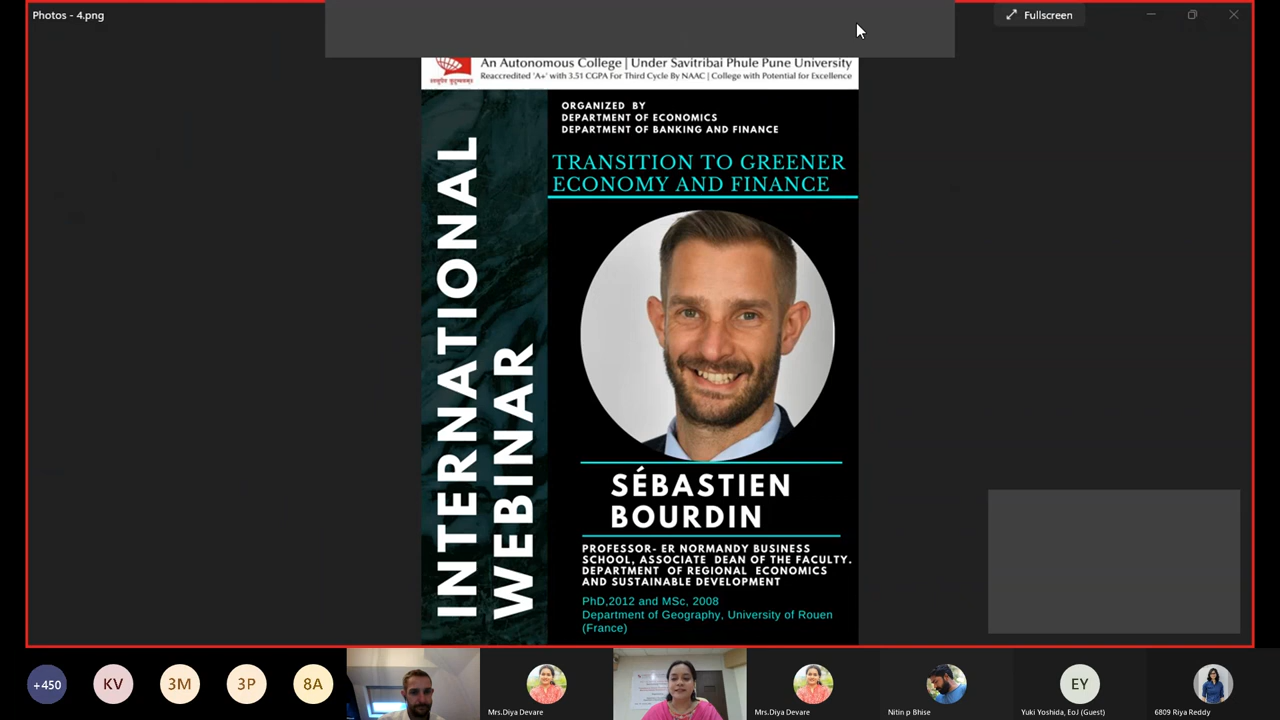 Photos - 4.png
Fullscreen
An Autonomous College | Under Savitribai Phule Pune University
Reaccredited 'A+' with 3.51 CGPA For Third Cycle By NAAC | College with Potential for Excellence
ORGANIZED BY
DEPARTMENT OF ECONOMICS
DEPARTMENT OF BANKING AND FINANCE
TRANSITION TO GREENER
ECONOMY AND FINANCE
INTERNATIONAL
WEBINAR
SÉBASTIEN
BOURDIN
PROFESSOR- ER NORMANDY BUSINESS
SCHOOL, ASSOCIATE DEAN OF THE FACULTY.
DEPARTMENT OF REGIONAL ECONOMICS
AND SUSTAINABLE DEVELOPMENT
PhD,2012 and MSc, 2008
Department of Geography, University of Rouen
(France)
+450
KV
3M
3P
8A
Mrs.Diya Devare
Mrs.Diya Devare
Nitin p Bhise
EY
Yuki Yoshida, EoJ (Guest)
6809 Riya Reddy